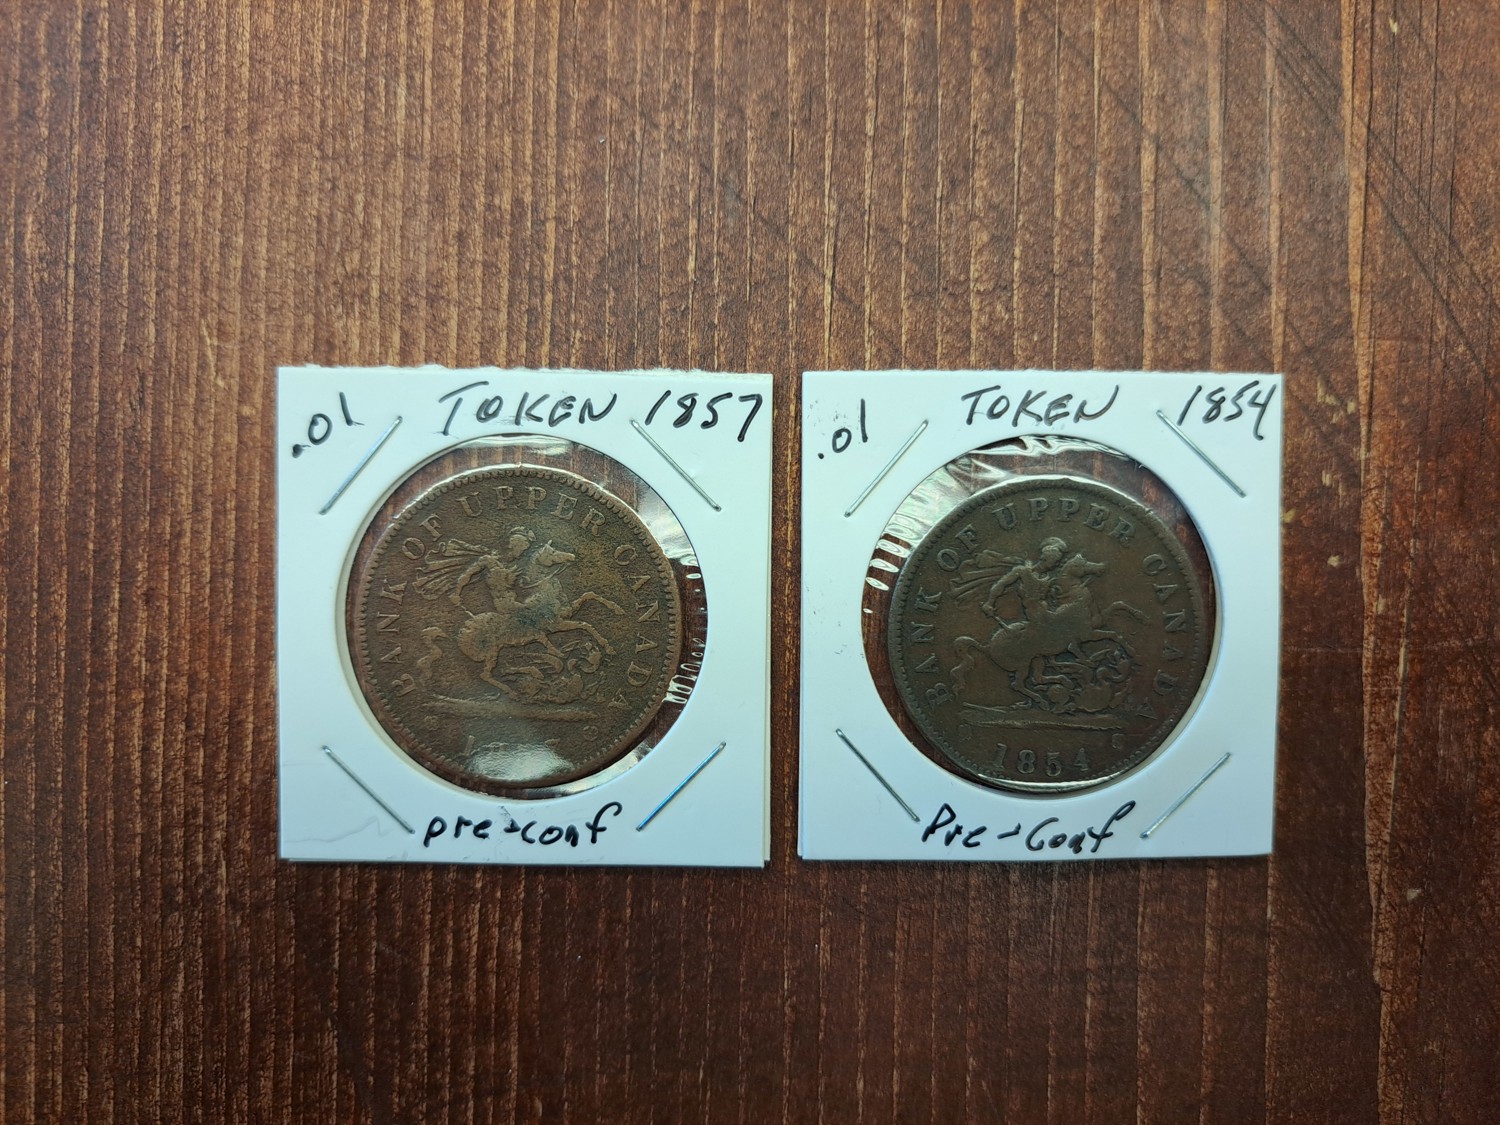 .01 TOKEN 1857
BANK OF UPPER CANADA
pre-conf
.01 TOKEN 1854
BANK OF UPPER CANADA
1854
Pre-Conf